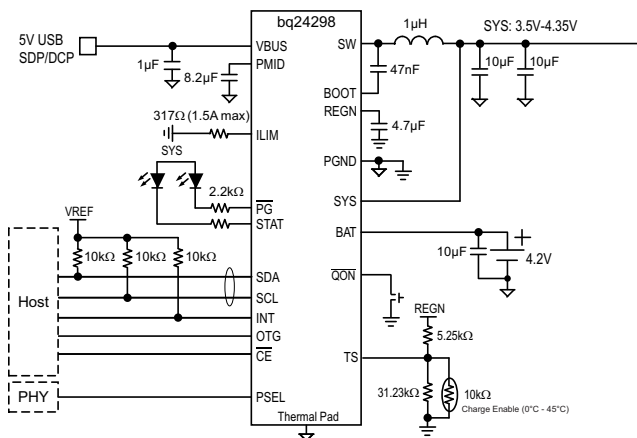 bq24298
5V USB
SDP/DCP
VBUS
PMID
1µF
8.2µF
317Ω (1.5A max)
ILIM
SYS
2.2kΩ
PG
STAT
VREF
10kΩ
10kΩ
10kΩ
Host
SDA
SCL
INT
OTG
CE
PHY
PSEL
Thermal Pad
SW
1µH
SYS: 3.5V-4.35V
47nF
10µF
10µF
BOOT
REGN
4.7µF
PGND
SYS
BAT
10µF
4.2V
QON
REGN
5.25kΩ
TS
31.23kΩ
10kΩ
Charge Enable (0°C - 45°C)